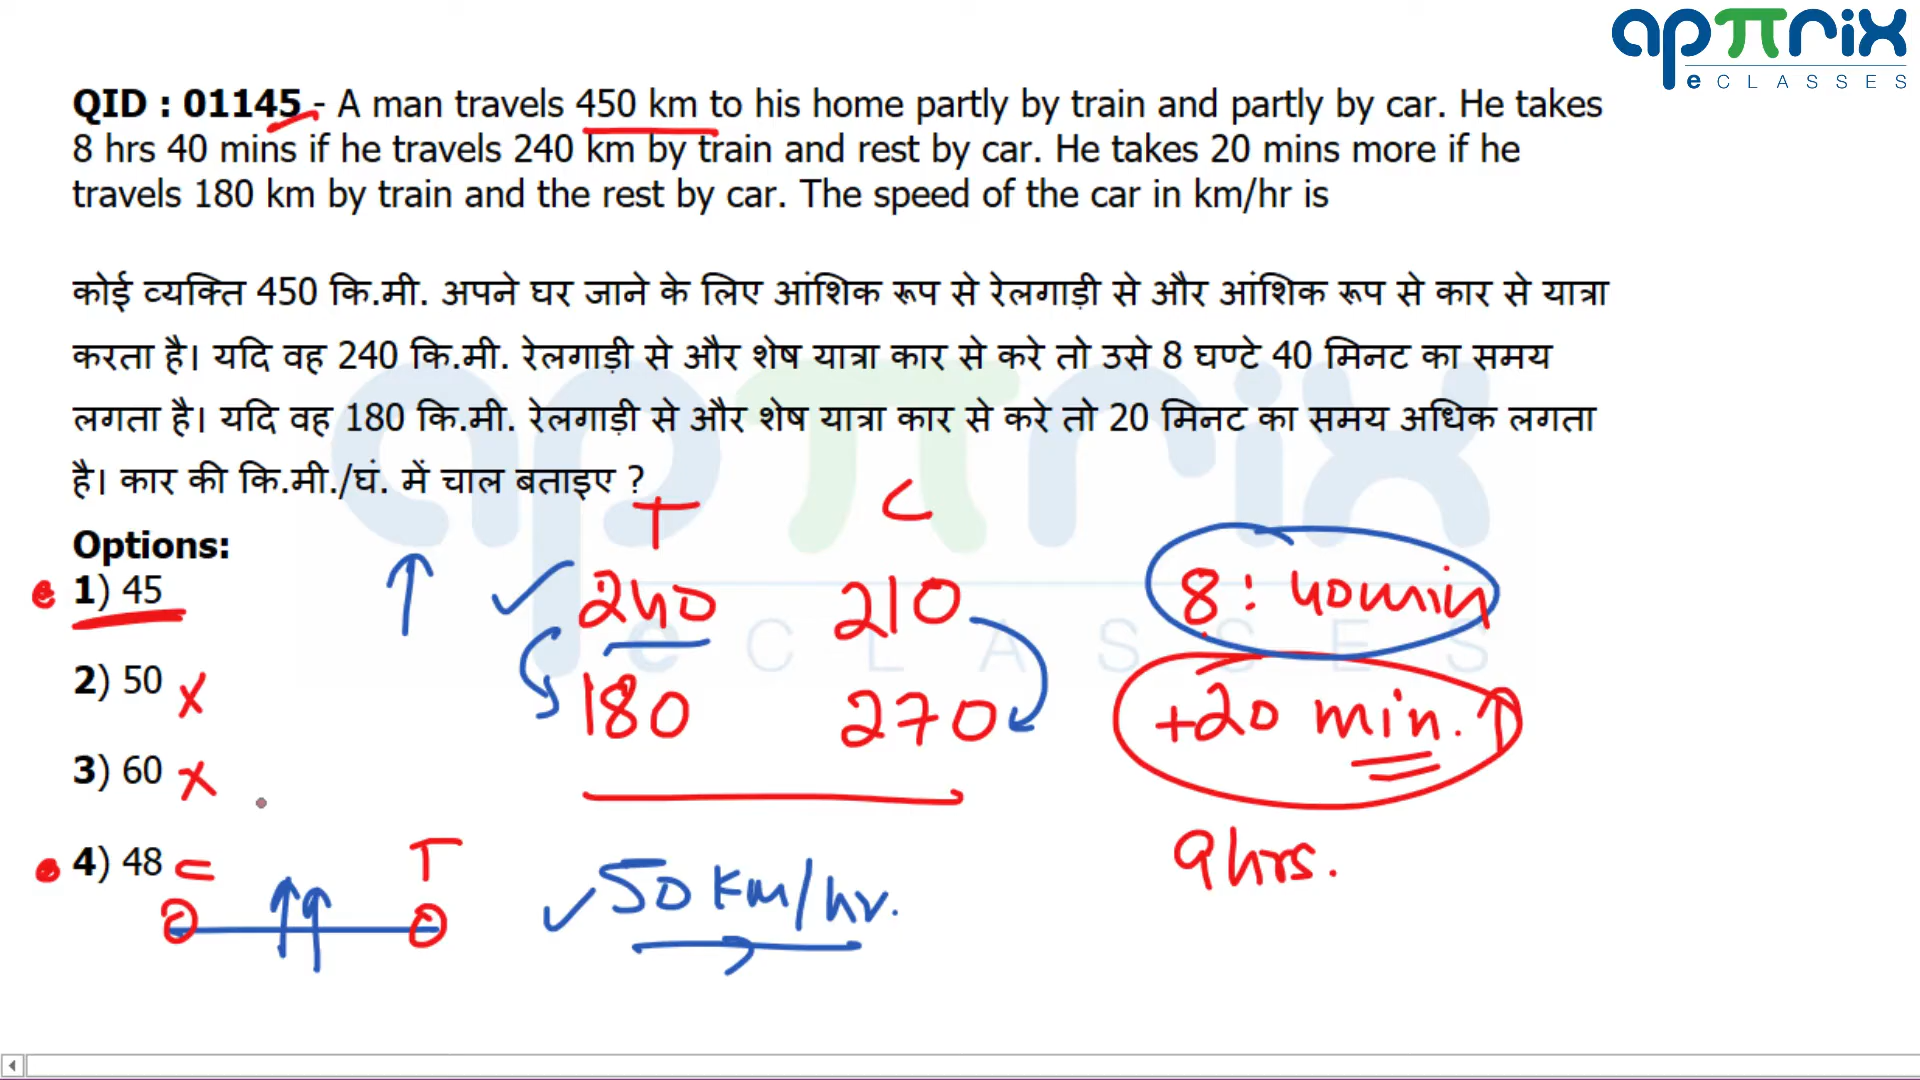 apπrix
e CLASSES
QID : 01145 - A man travels 450 km to his home partly by train and partly by car. He takes
8 hrs 40 mins if he travels 240 km by train and rest by car. He takes 20 mins more if he
travels 180 km by train and the rest by car. The speed of the car in km/hr is
कोई व्यक्ति 450 कि.मी. अपने घर जाने के लिए आंशिक रूप से रेलगाड़ी से और आंशिक रूप से कार से यात्रा
करता है। यदि वह 240 कि.मी. रेलगाड़ी से और शेष यात्रा कार से करे तो उसे 8 घण्टे 40 मिनट का समय
लगता है। यदि वह 180 कि.मी. रेलगाड़ी से और शेष यात्रा कार से करे तो 20 मिनट का समय अधिक लगता
है। कार की कि.मी./घं. में चाल बताइए ?
T C
Options:
1) 45
240 210 8:40min
2) 50 x
180 270 +20 min.
3) 60 x
4) 48
C T
50 km/hr.
9hrs.
apπrix
e CLASSES